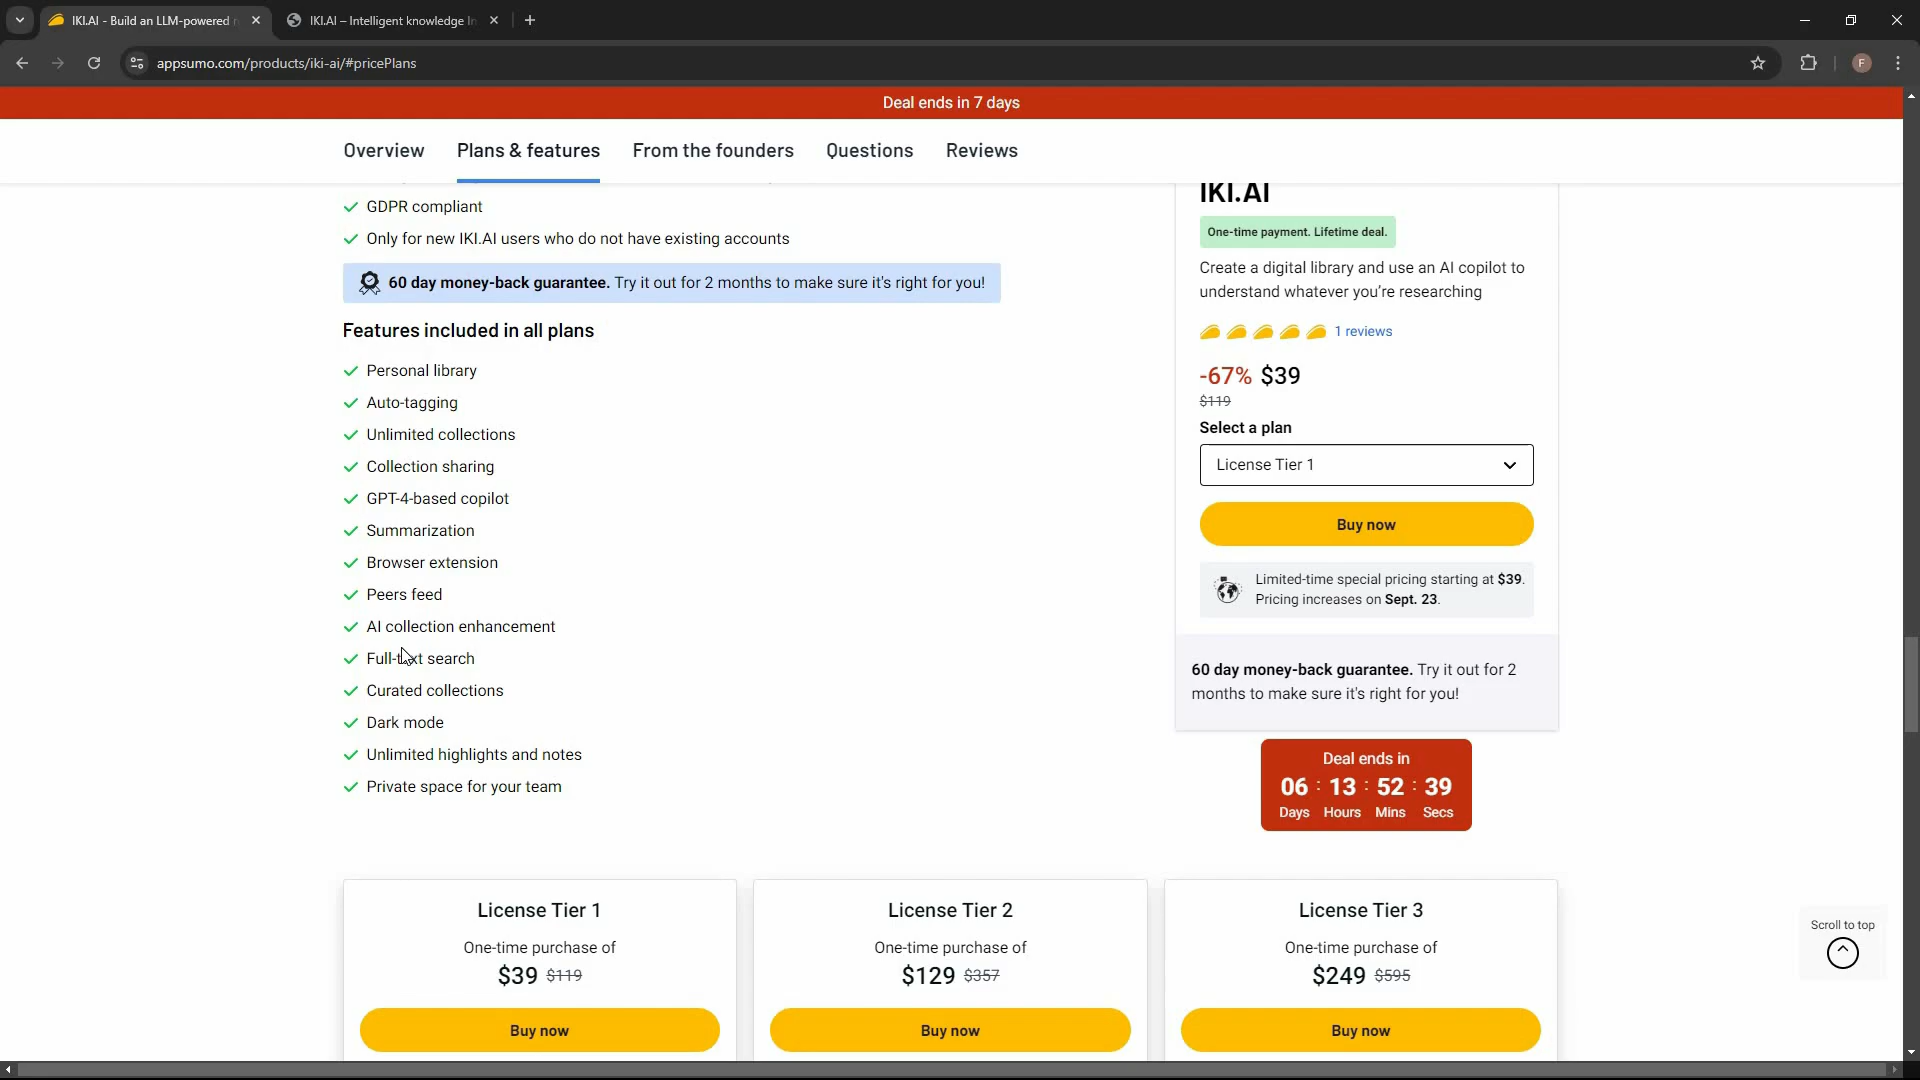 IKI.AI - Build an LLM-powered
IKI.AI – Intelligent knowledge In
appsumo.com/products/iki-ai/#pricePlans
F
Deal ends in 7 days
Overview
Plans & features
From the founders
Questions
Reviews
GDPR compliant
Only for new IKI.AI users who do not have existing accounts
60 day money-back guarantee. Try it out for 2 months to make sure it's right for you!
Features included in all plans
Personal library
Auto-tagging
Unlimited collections
Collection sharing
GPT-4-based copilot
Summarization
Browser extension
Peers feed
AI collection enhancement
Full-text search
Curated collections
Dark mode
Unlimited highlights and notes
Private space for your team
IKI.AI
One-time payment. Lifetime deal.
Create a digital library and use an AI copilot to
understand whatever you're researching
1 reviews
-67% $39
$119
Select a plan
License Tier 1
Buy now
Limited-time special pricing starting at $39.
Pricing increases on Sept. 23.
60 day money-back guarantee. Try it out for 2
months to make sure it's right for you!
Deal ends in
06 : 13 : 52 : 39
Days Hours Mins Secs
License Tier 1
One-time purchase of
$39 $119
Buy now
License Tier 2
One-time purchase of
$129 $357
Buy now
License Tier 3
One-time purchase of
$249 $595
Buy now
Scroll to top